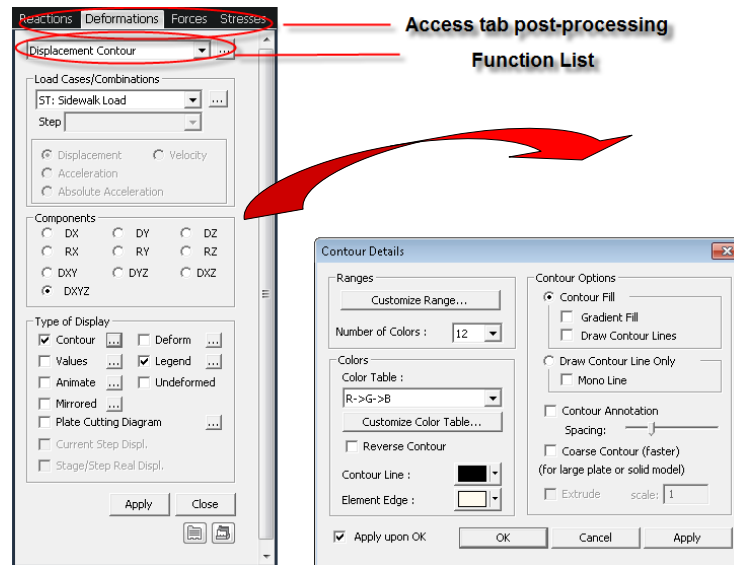 Reactions Deformations Forces Stresses
Access tab post-processing
Displacement Contour ...
Function List
Load Cases/Combinations
ST: Sidewalk Load ...
Step
Displacement Velocity
Acceleration
Absolute Acceleration
Components
DX DY DZ
RX RY RZ
DXY DYZ DXZ
DXYZ
Type of Display
Contour ... Deform ...
Values ... Legend ...
Animate ... Undeformed
Mirrored ...
Plate Cutting Diagram ...
Current Step Displ.
Stage/Step Real Displ.
Apply Close
Contour Details
Ranges
Customize Range...
Number of Colors : 12
Colors
Color Table :
R->G->B
Customize Color Table...
Reverse Contour
Contour Line :
Element Edge :
Contour Options
Contour Fill
Gradient Fill
Draw Contour Lines
Draw Contour Line Only
Mono Line
Contour Annotation
Spacing:
Coarse Contour (faster)
(for large plate or solid model)
Extrude scale: 1
Apply upon OK OK Cancel Apply